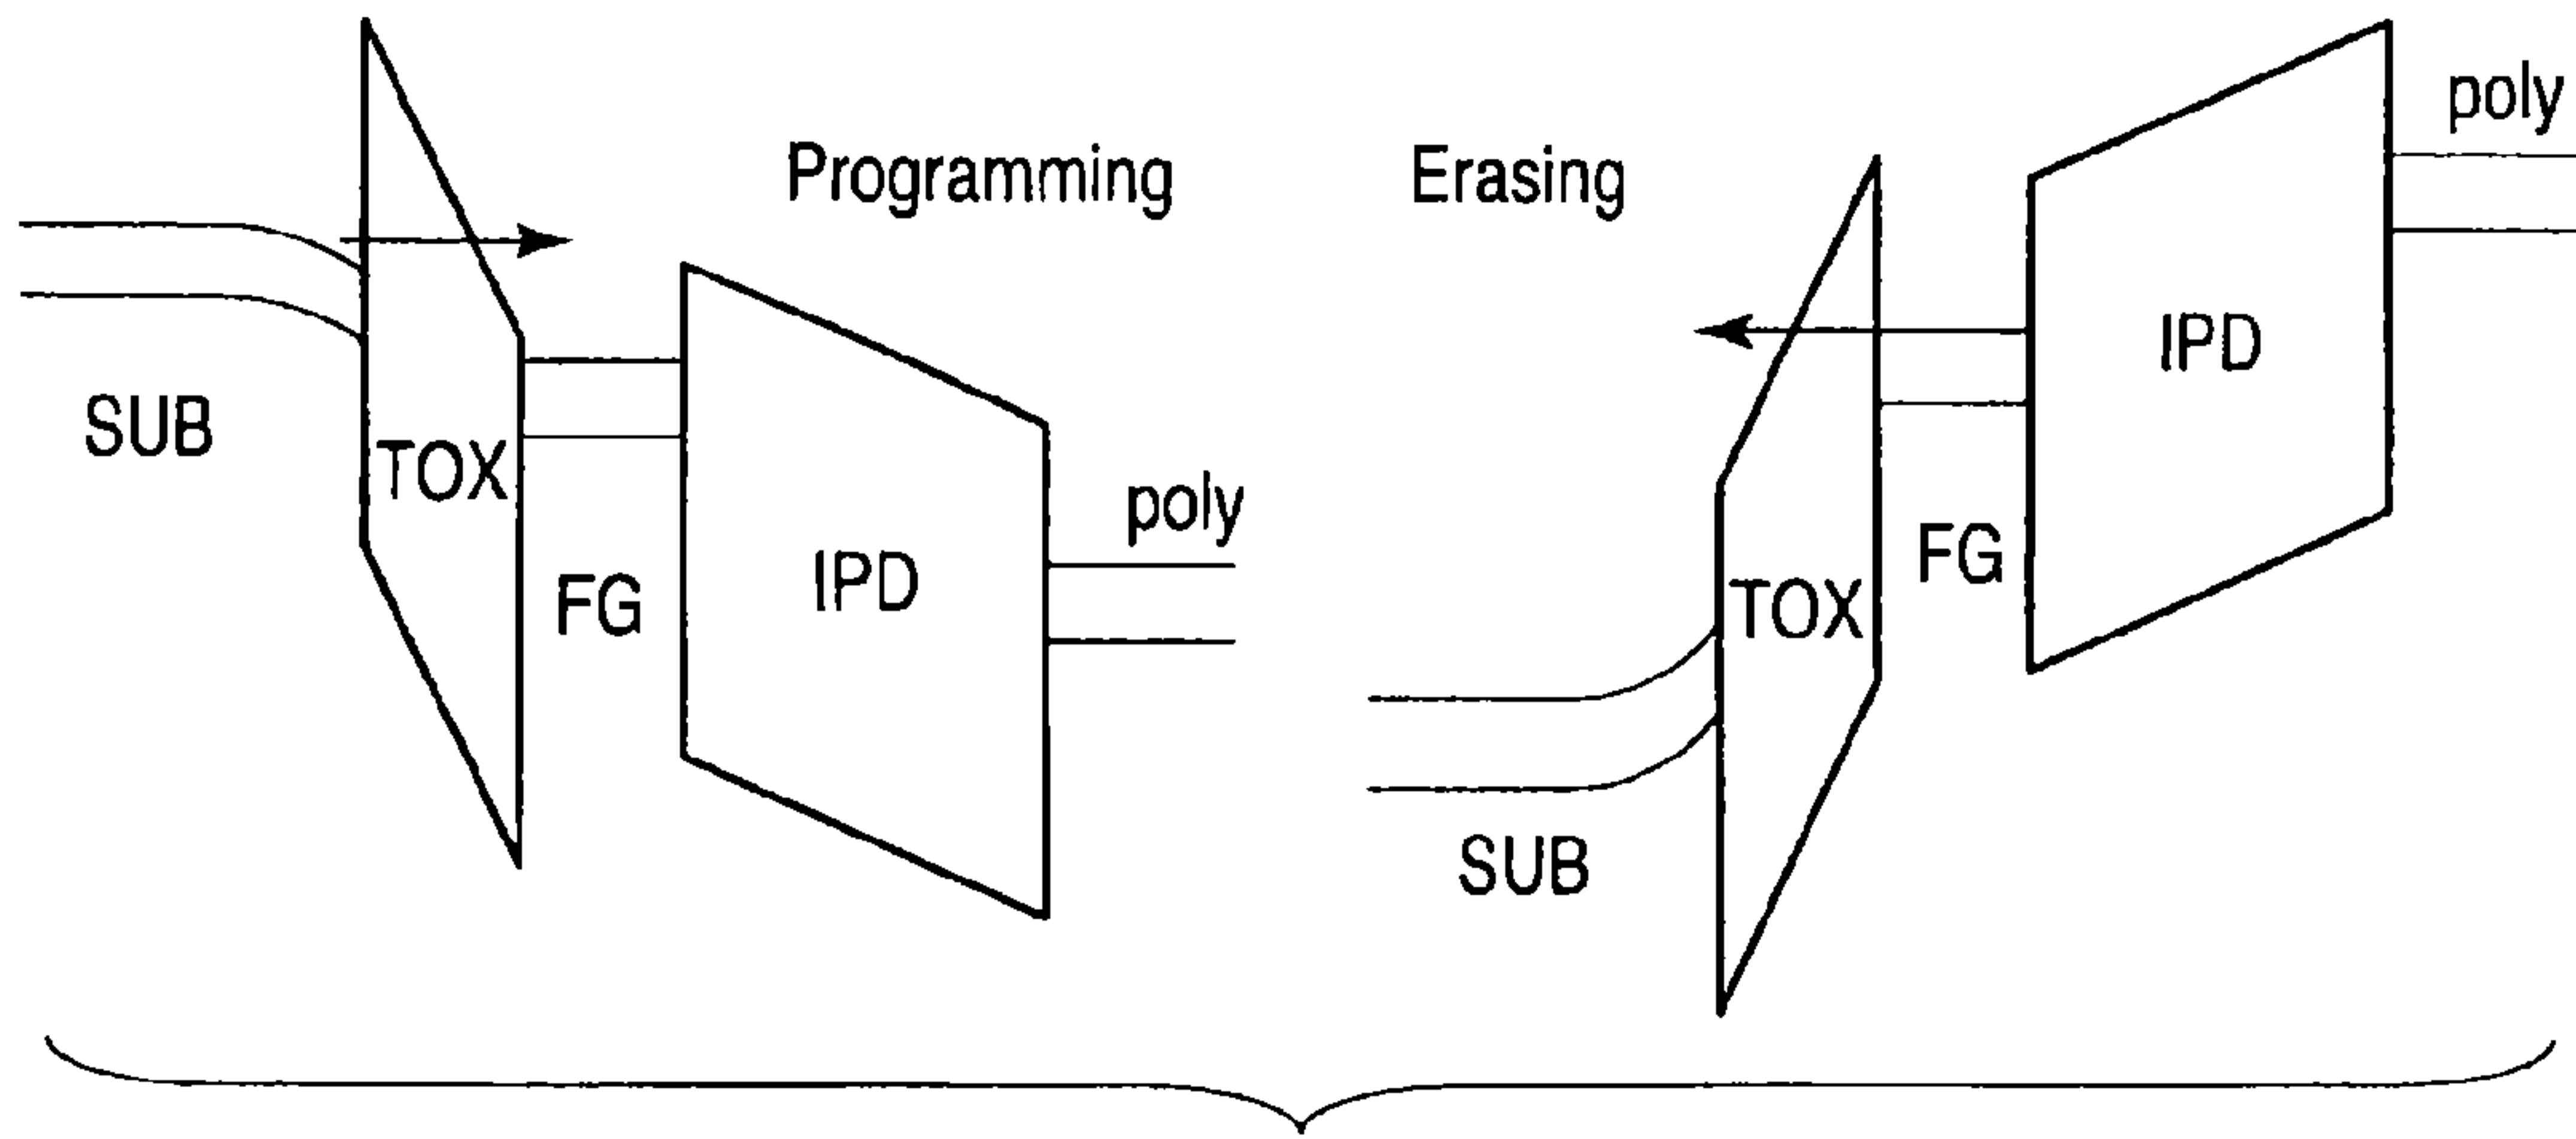 Programming
SUB
TOX
FG
IPD
poly
Erasing
poly
IPD
FG
TOX
SUB